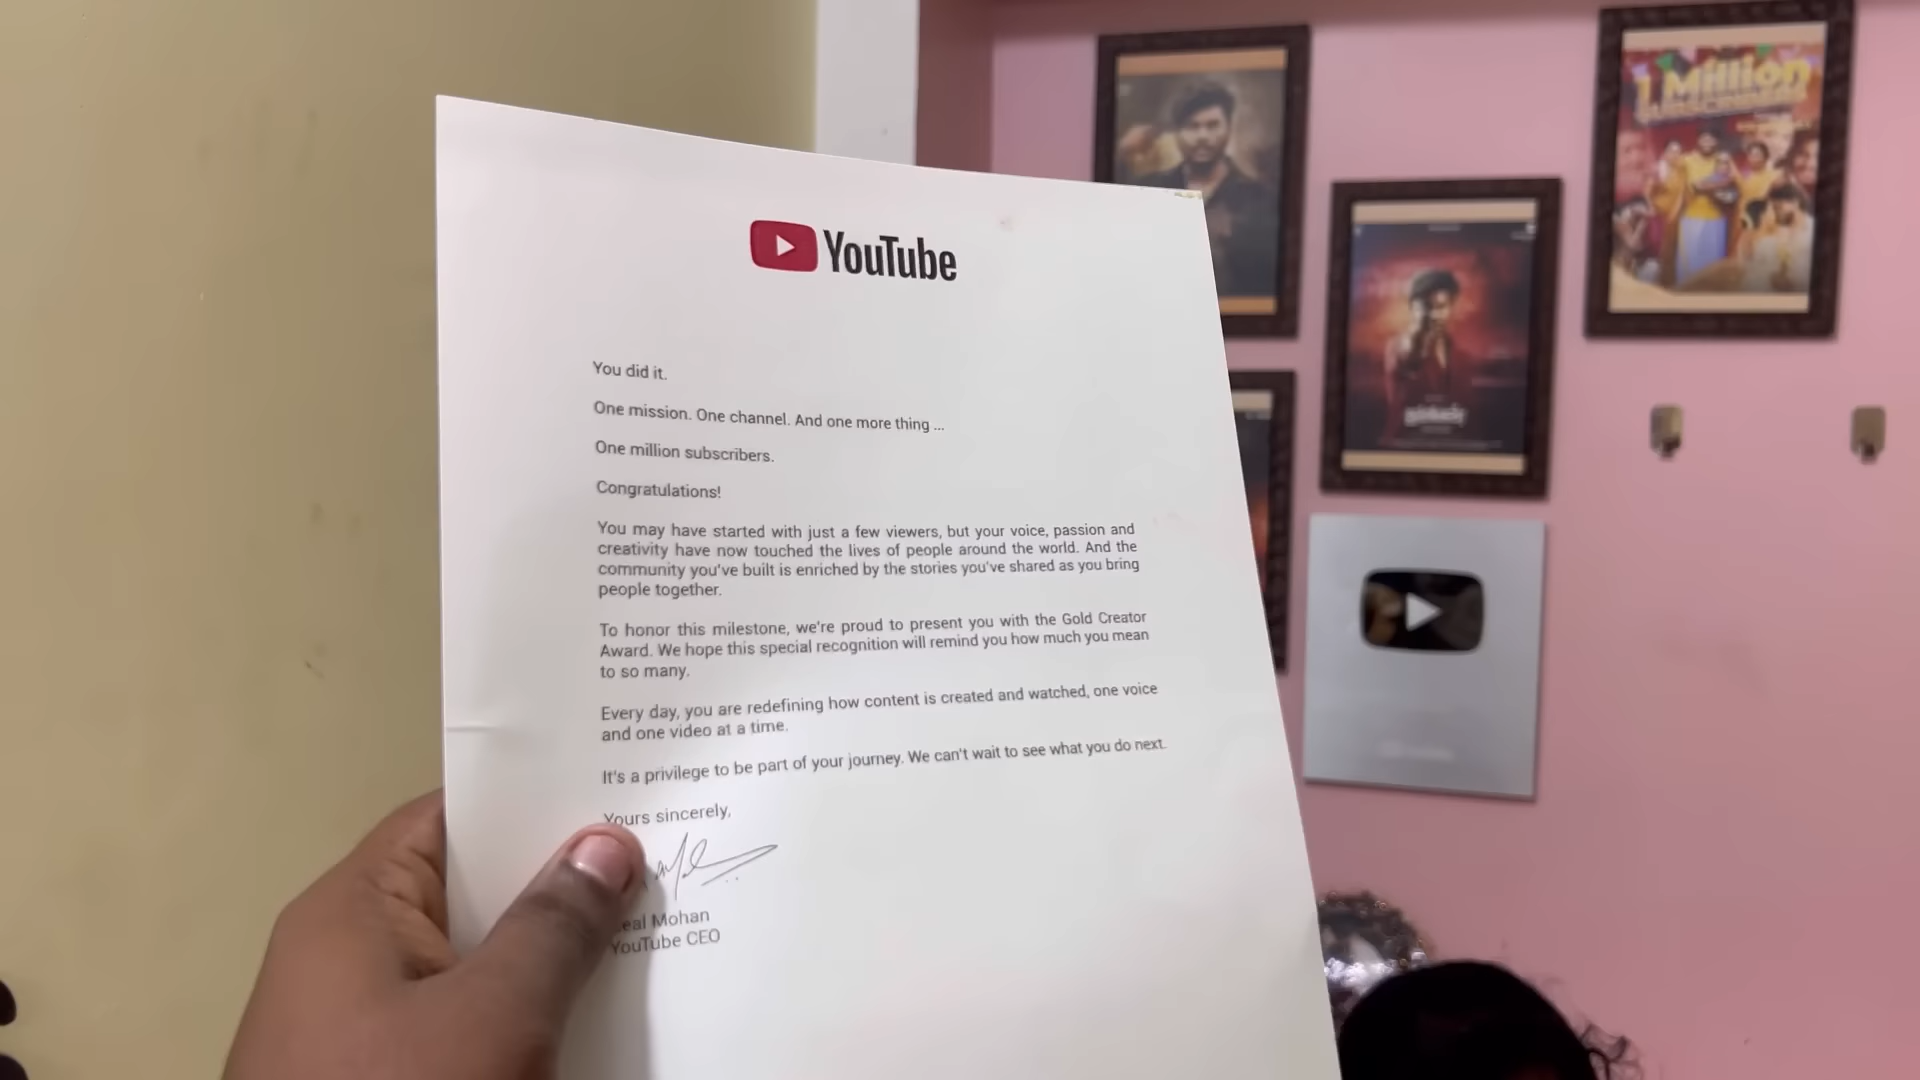 YouTube
You did it.
One mission. One channel. And one more thing ...
One million subscribers.
Congratulations!
You may have started with just a few viewers, but your voice, passion and
creativity have now touched the lives of people around the world. And the
community you've built is enriched by the stories you've shared as you bring
people together.
To honor this milestone, we're proud to present you with the Gold Creator
Award. We hope this special recognition will remind you how much you mean
to so many.
Every day, you are redefining how content is created and watched, one voice
and one video at a time.
It's a privilege to be part of your journey. We can't wait to see what you do next.
Yours sincerely,
Mohan
YouTube CEO
1 Million